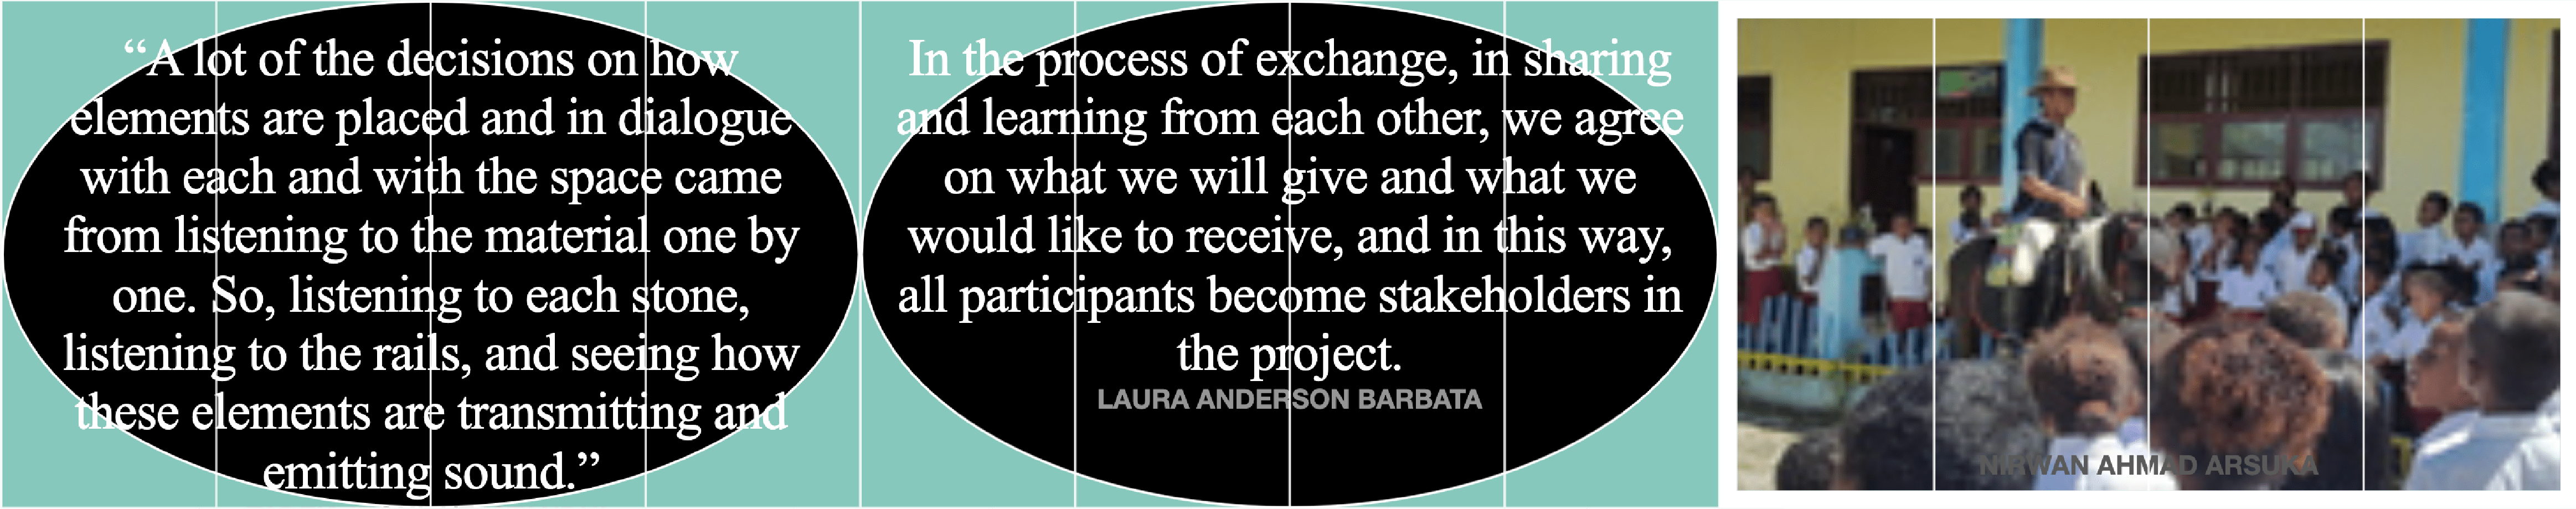 “A lot of the decisions on how
elements are placed and in dialogue
with each and with the space came
from listening to the material one by
one. So, listening to each stone,
listening to the rails, and seeing how
these elements are transmitting and
emitting sound.”
In the process of exchange, in sharing
and learning from each other, we agree
on what we will give and what we
would like to receive, and in this way,
all participants become stakeholders in
the project.
LAURA ANDERSON BARBATA
NIRWAN AHMAD ARSUKA